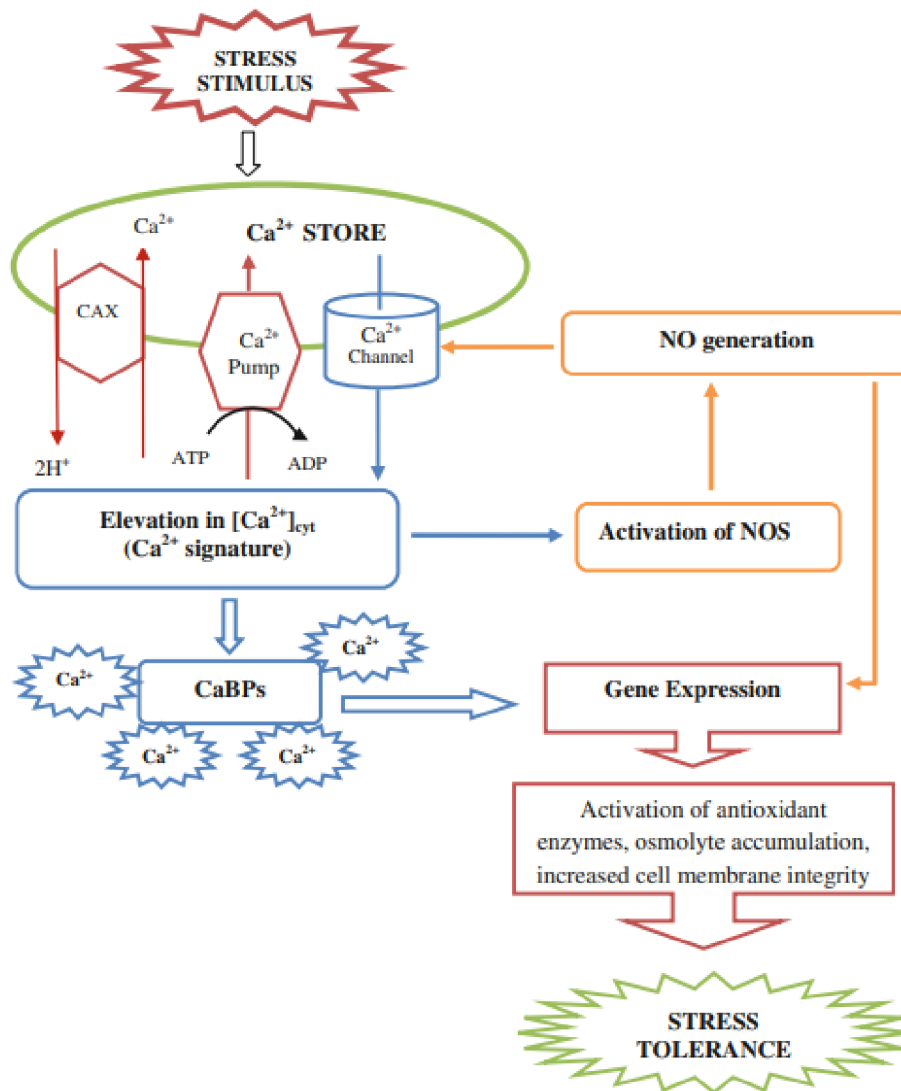 STRESS
STIMULUS
Ca²⁺
Ca²⁺ STORE
CAX
Ca²⁺
Pump
Ca²⁺
Channel
NO generation
2H⁺
ATP
ADP
Elevation in [Ca²⁺]cyt
(Ca²⁺ signature)
Activation of NOS
Ca²⁺
Ca²⁺
CaBPs
Gene Expression
Ca²⁺
Ca²⁺
Activation of antioxidant
enzymes, osmolyte accumulation,
increased cell membrane integrity
STRESS
TOLERANCE